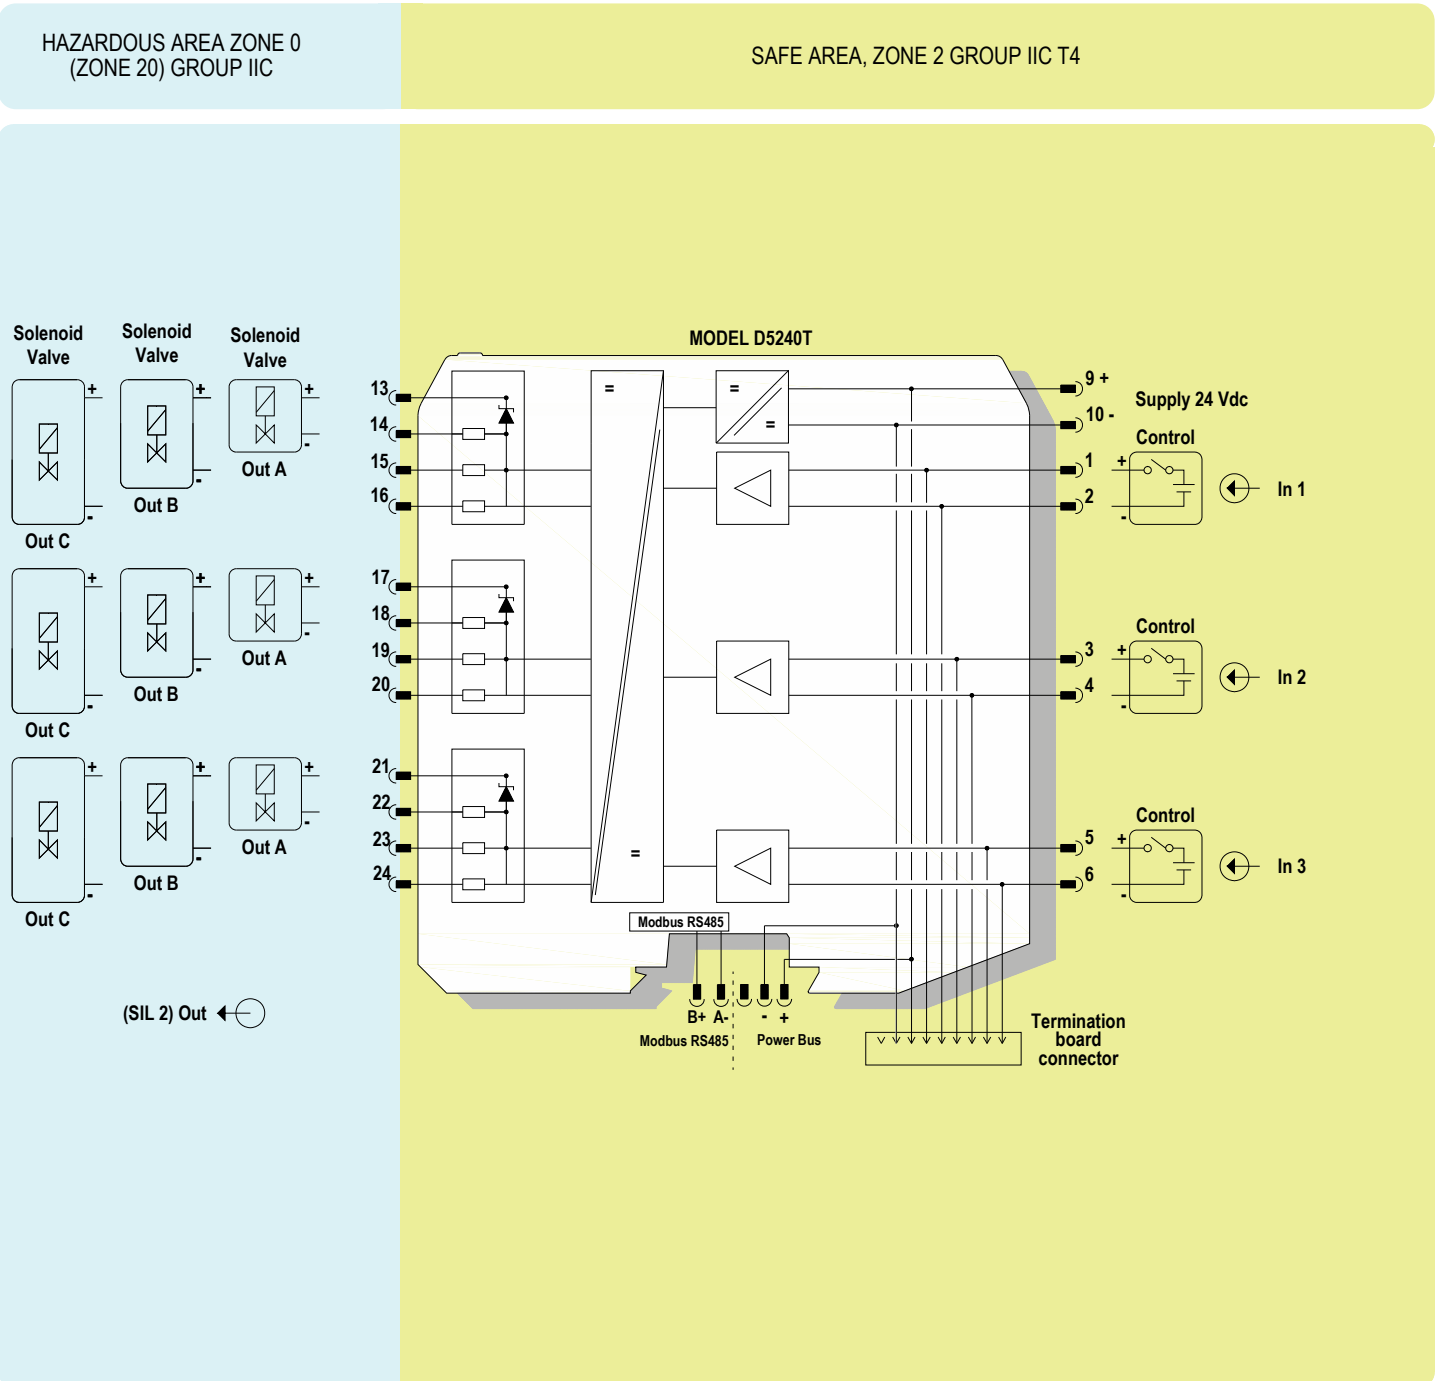 HAZARDOUS AREA ZONE 0
(ZONE 20) GROUP IIC
SAFE AREA, ZONE 2 GROUP IIC T4
MODEL D5240T
Solenoid
Valve
Solenoid
Valve
Solenoid
Valve
+
-
Out C
+
-
Out B
+
-
Out A
13
14
15
16
=
=
=
=
9 +
10 -
Supply 24 Vdc
Control
1
2
+
-
In 1
+
-
Out C
+
-
Out B
+
-
Out A
17
18
19
20
Control
3
4
+
-
In 2
+
-
Out C
+
-
Out B
+
-
Out A
21
22
23
24
Control
5
6
+
-
In 3
Modbus RS485
(SIL 2) Out
B+ A-
- +
Modbus RS485
Power Bus
Termination
board
connector